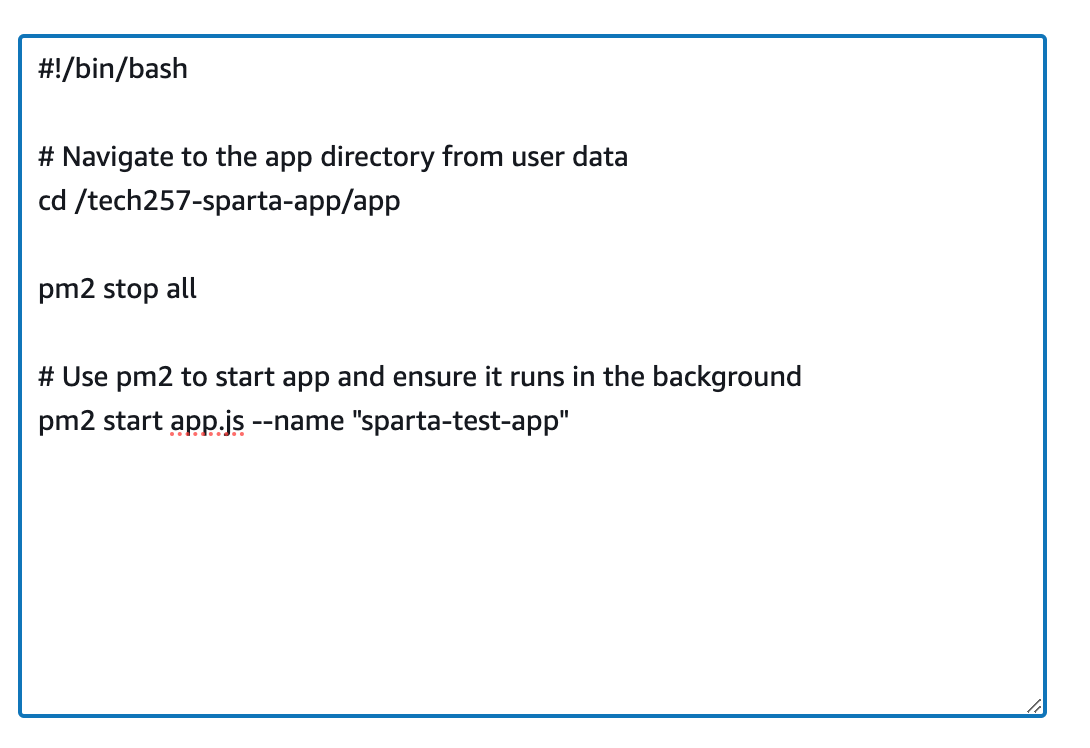 #!/bin/bash
# Navigate to the app directory from user data
cd /tech257-sparta-app/app
pm2 stop all
# Use pm2 to start app and ensure it runs in the background
pm2 start app.js --name "sparta-test-app"